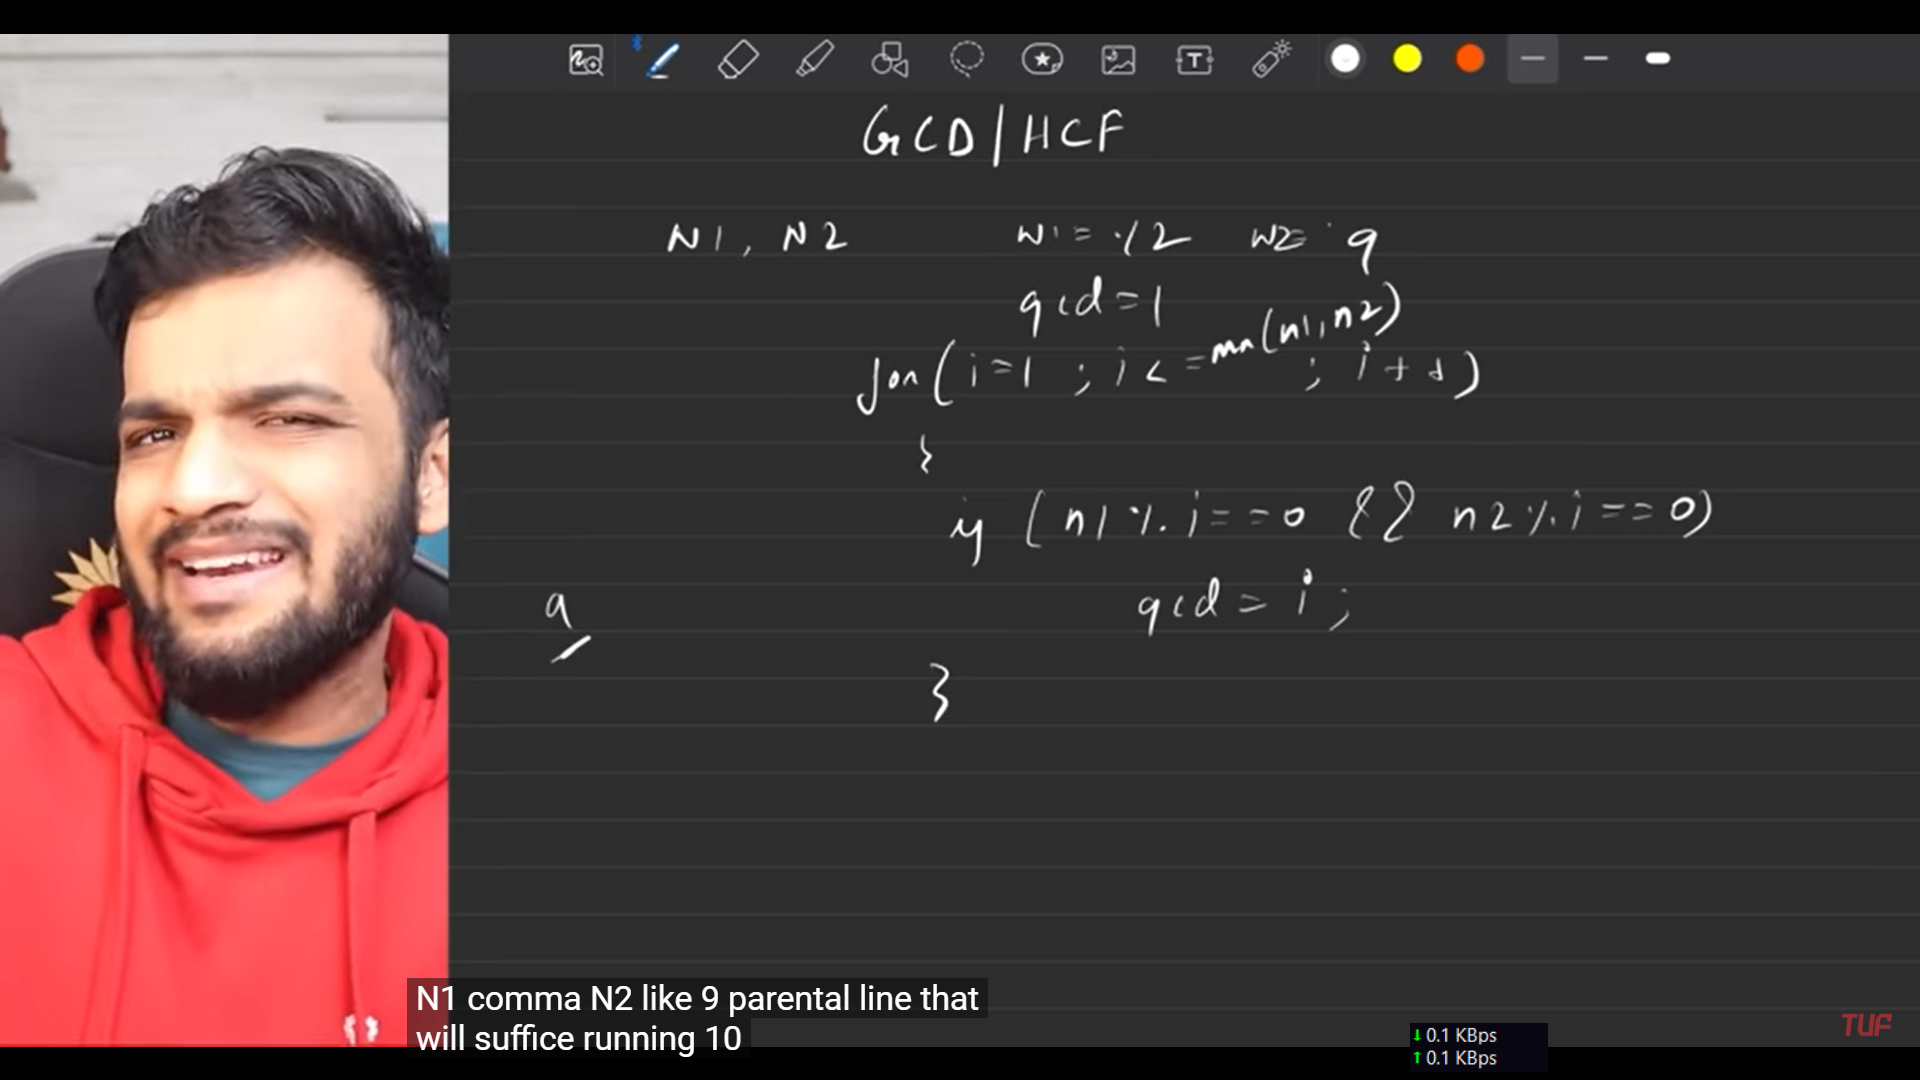 GCD/HCF
N1, N2 N1 = 12 N2 = 9
gcd = 1
for (i=1 ; i <= min(n1, n2) ; i++)
{
if (n1 % i == 0 && n2 % i == 0)
gcd = i ;
9
}
N1 comma N2 like 9 parental line that
will suffice running 10
↓ 0.1 KBps
↑ 0.1 KBps
TUF